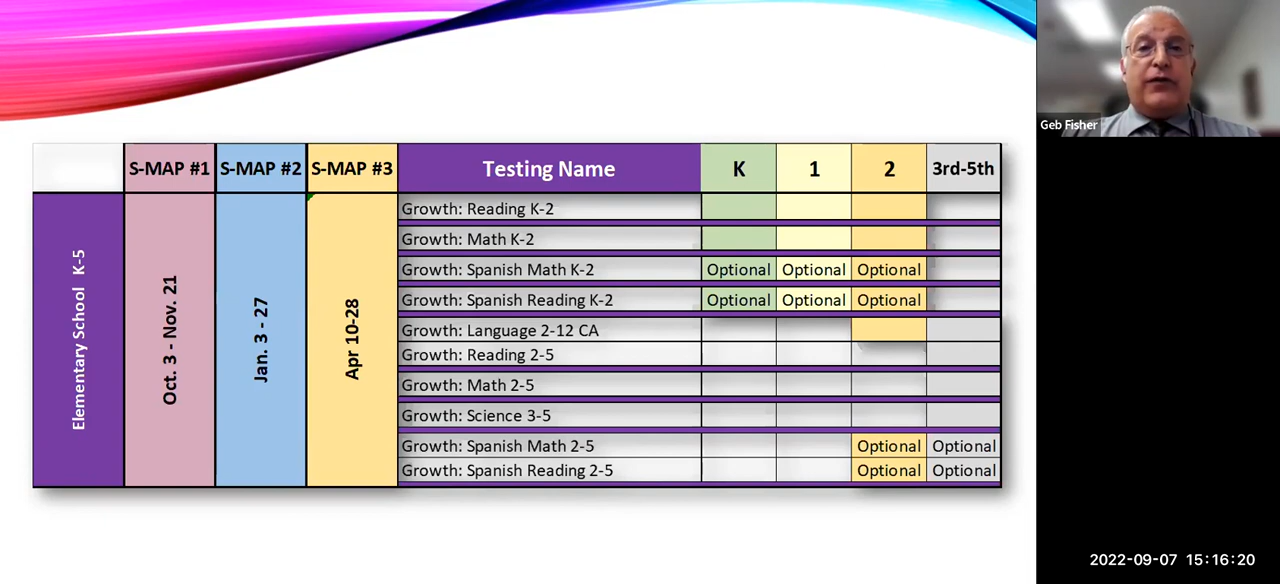 S-MAP #1 S-MAP #2 S-MAP #3 Testing Name K 1 2 3rd-5th
Elementary School K-5
Oct. 3 - Nov. 21
Jan. 3 - 27
Apr 10-28
Growth: Reading K-2
Growth: Math K-2
Growth: Spanish Math K-2 Optional Optional Optional
Growth: Spanish Reading K-2 Optional Optional Optional
Growth: Language 2-12 CA
Growth: Reading 2-5
Growth: Math 2-5
Growth: Science 3-5
Growth: Spanish Math 2-5 Optional Optional
Growth: Spanish Reading 2-5 Optional Optional
Geb Fisher
2022-09-07 15:16:20